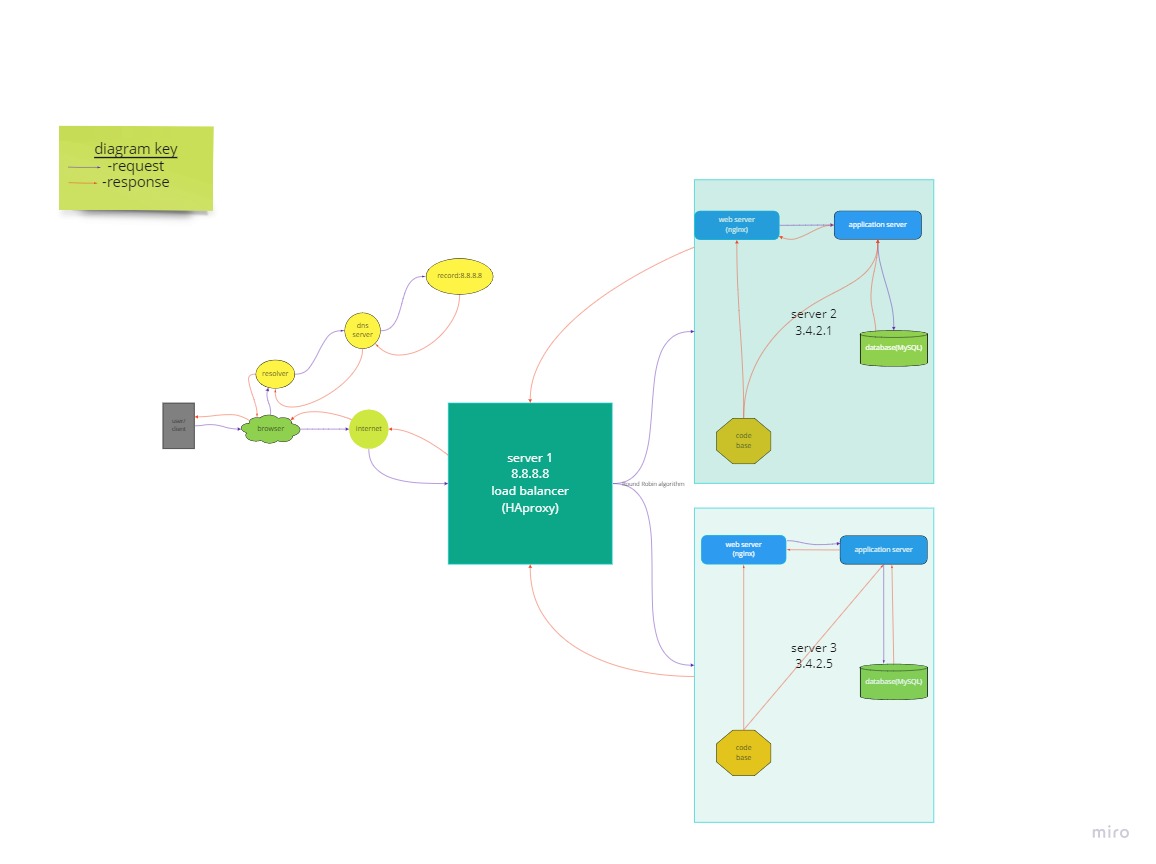 diagram key
-request
-response
record:8.8.8.8
dns
server
resolver
user/
client
browser
internet
server 1
8.8.8.8
load balancer
(HAproxy)
Round Robin algorithm
web server
(nginx)
application server
server 2
3.4.2.1
database(MySQL)
code
base
web server
(nginx)
application server
server 3
3.4.2.5
database(MySQL)
code
base
miro